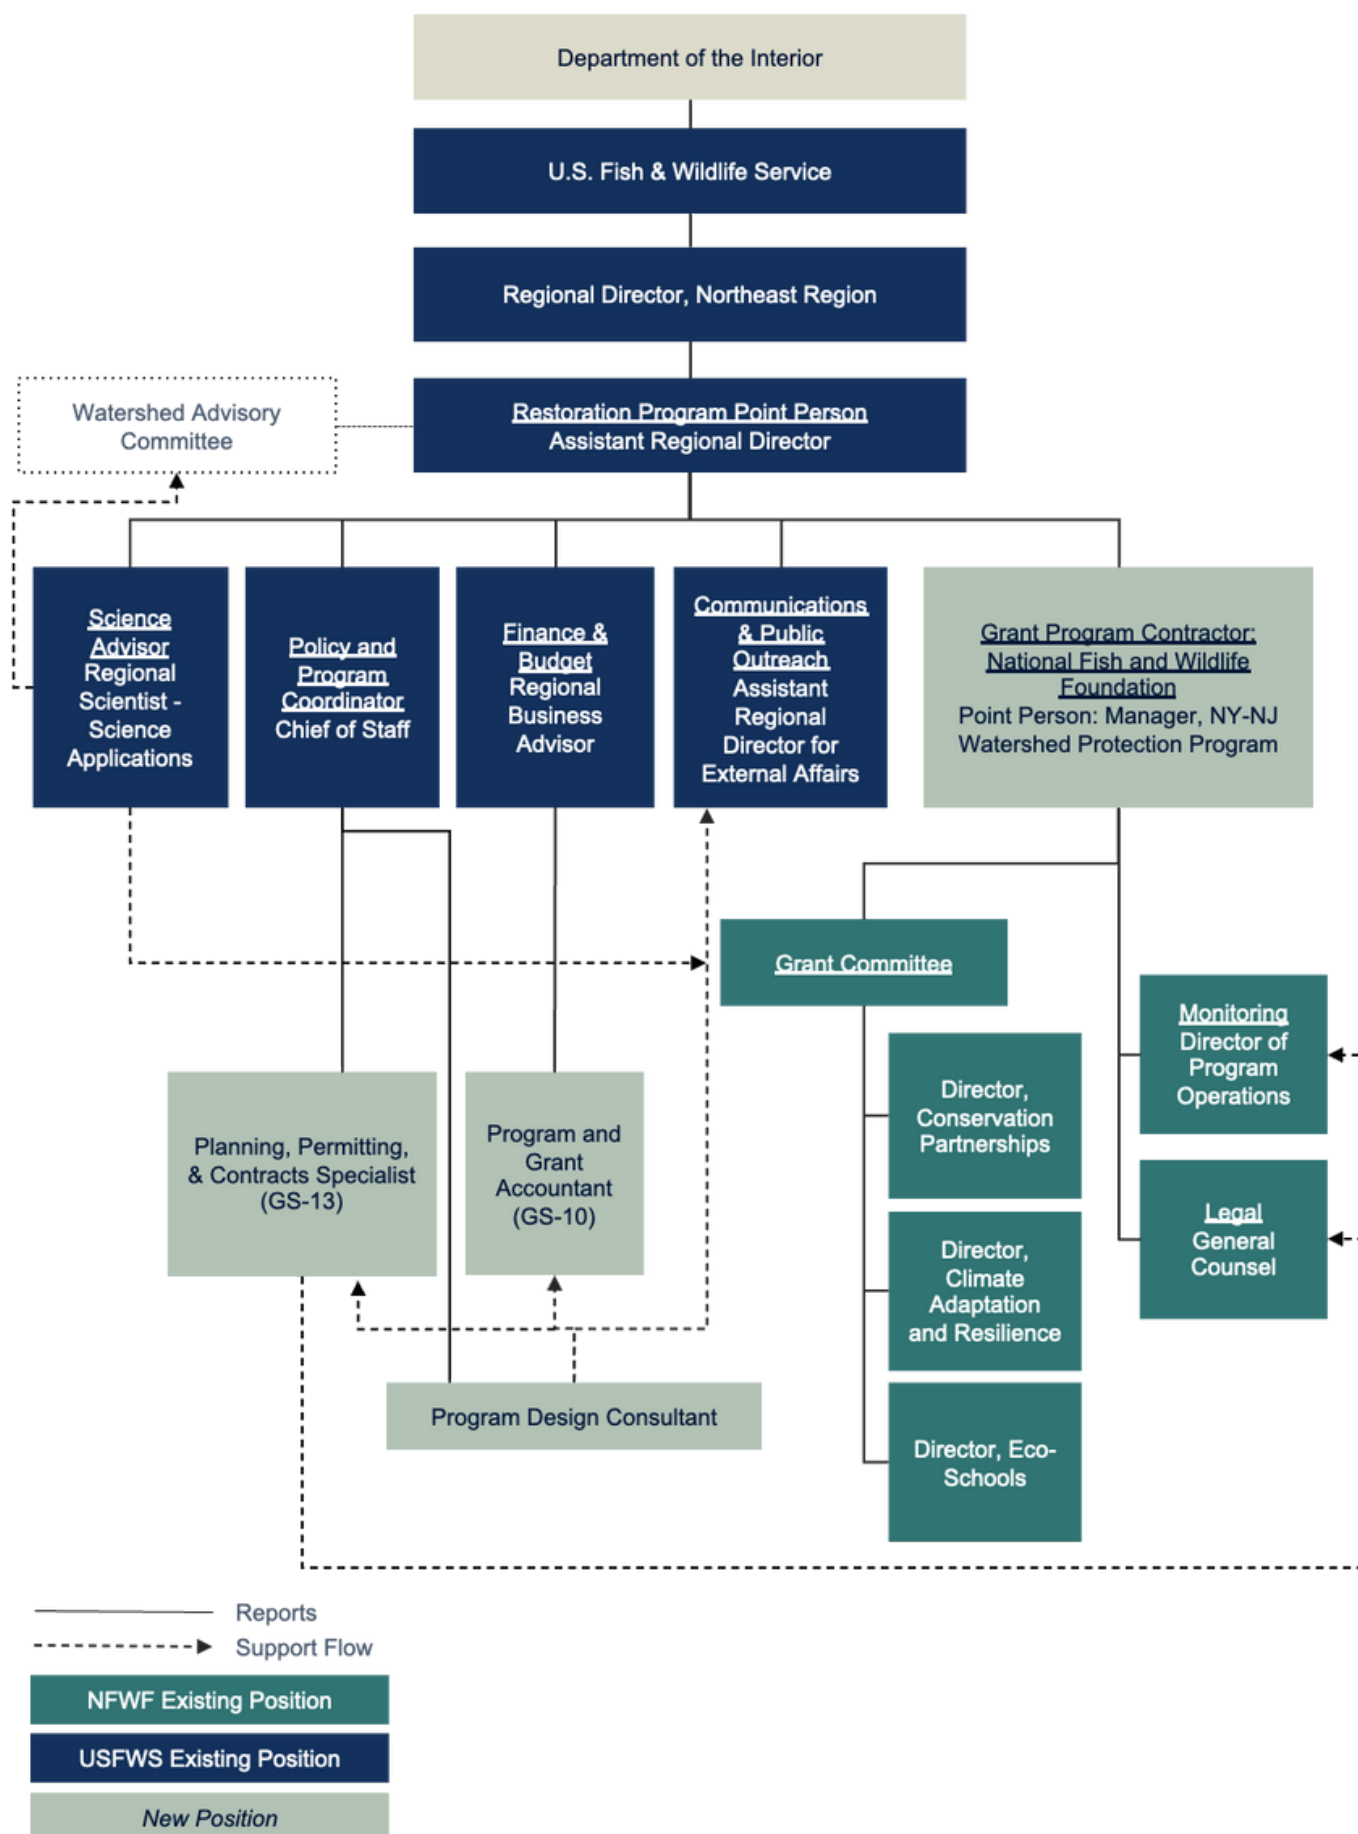 Department of the Interior
U.S. Fish & Wildlife Service
Regional Director, Northeast Region
Watershed Advisory
Committee
Restoration Program Point Person
Assistant Regional Director
Science
Advisor
Regional
Scientist -
Science
Applications
Policy and
Program
Coordinator
Chief of Staff
Finance &
Budget
Regional
Business
Advisor
Communications
& Public
Outreach
Assistant
Regional
Director for
External Affairs
Grant Program Contractor:
National Fish and Wildlife
Foundation
Point Person: Manager, NY-NJ
Watershed Protection Program
Grant Committee
Monitoring
Director of
Program
Operations
Director,
Conservation
Partnerships
Planning, Permitting,
& Contracts Specialist
(GS-13)
Program and
Grant
Accountant
(GS-10)
Legal
General
Counsel
Director,
Climate
Adaptation
and Resilience
Program Design Consultant
Director, Eco-
Schools
Reports
Support Flow
NFWF Existing Position
USFWS Existing Position
New Position